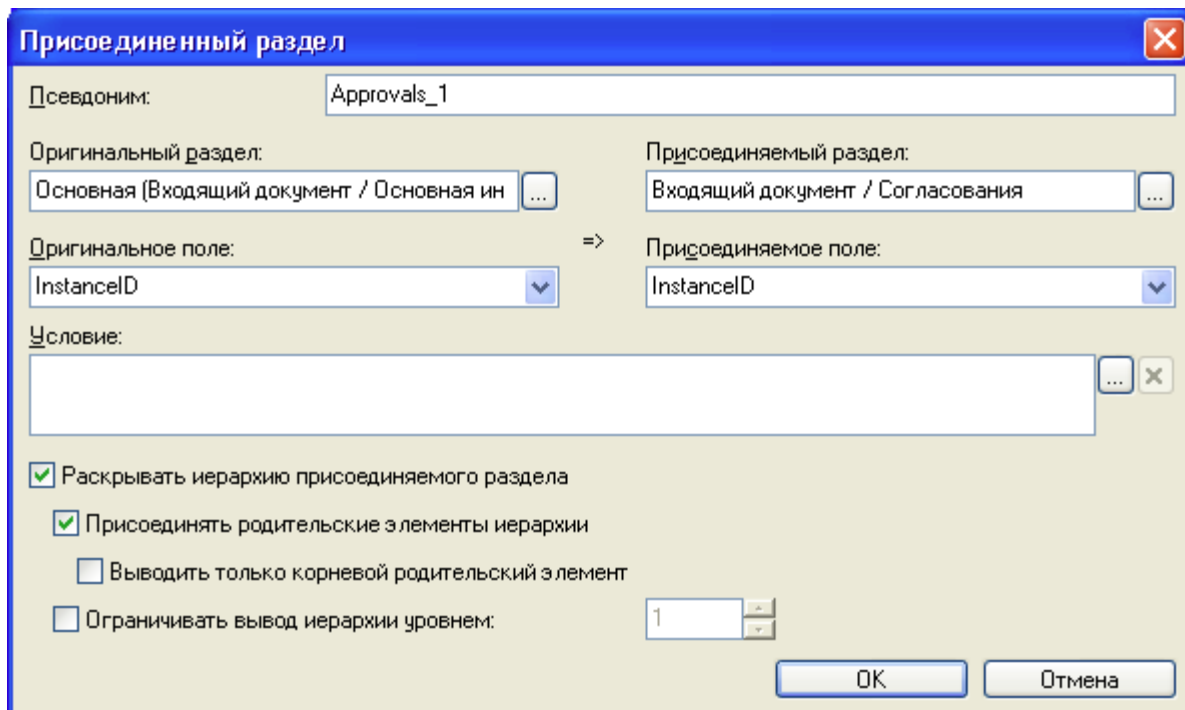 Присоединенный раздел
Псевдоним:
Approvals_1
Оригинальный раздел:
Присоединяемый раздел:
Основная (Входящий документ / Основная ин
...
Входящий документ / Согласования
...
Оригинальное поле:
=>
Присоединяемое поле:
InstanceID
InstanceID
Условие:
...
Раскрывать иерархию присоединяемого раздела
Присоединять родительские элементы иерархии
Выводить только корневой родительский элемент
Ограничивать вывод иерархии уровнем:
1
OK
Отмена